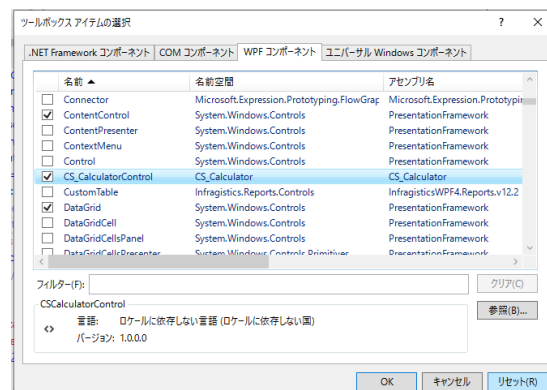 ツールボックス アイテムの選択 ? ×
.NET Framework コンポーネント COM コンポーネント WPF コンポーネント ユニバーサル Windows コンポーネント
名前 名前空間 アセンブリ名
Connector Microsoft.Expression.Prototyping.FlowGrap Microsoft.Expression.Prototypin
ContentControl System.Windows.Controls PresentationFramework
ContentPresenter System.Windows.Controls PresentationFramework
ContextMenu System.Windows.Controls PresentationFramework
Control System.Windows.Controls PresentationFramework
CS_CalculatorControl CS_Calculator CS_Calculator
CustomTable Infragistics.Reports.Controls InfragisticsWPF4.Reports.v12.2
DataGrid System.Windows.Controls PresentationFramework
DataGridCell System.Windows.Controls PresentationFramework
DataGridCellsPanel System.Windows.Controls PresentationFramework
DataGridCellsPresenter System.Windows.Controls.Primitives PresentationFramework
フィルター(F): クリア(C)
CSCalculatorControl 参照(B)...
言語: ロケールに依存しない言語 (ロケールに依存しない国)
バージョン: 1.0.0.0
OK キャンセル リセット(R)